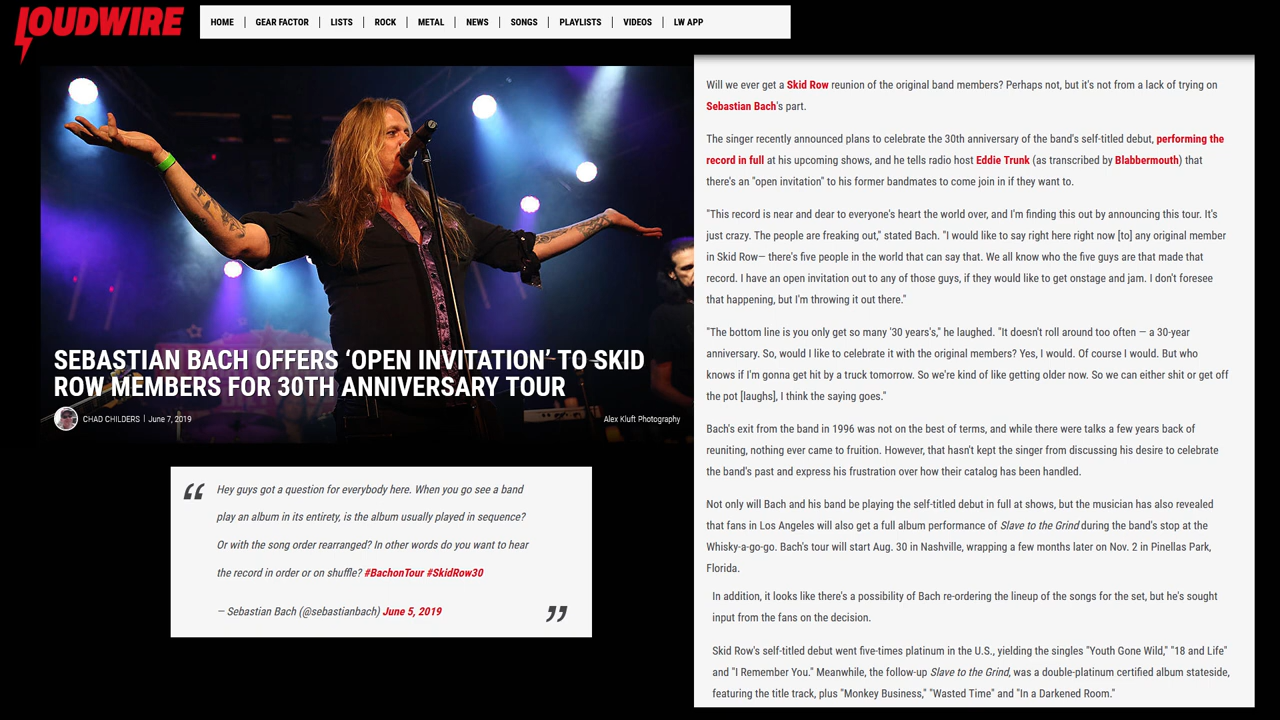 LOUDWIRE
HOME | GEAR FACTOR | LISTS | ROCK | METAL | NEWS | SONGS | PLAYLISTS | VIDEOS | LW APP
SEBASTIAN BACH OFFERS ‘OPEN INVITATION’ TO SKID
ROW MEMBERS FOR 30TH ANNIVERSARY TOUR
CHAD CHILDERS | June 7, 2019
Alex Kluft Photography
“ Hey guys got a question for everybody here. When you go see a band
play an album in its entirety, is the album usually played in sequence?
Or with the song order rearranged? In other words do you want to hear
the record in order or on shuffle? #BachonTour #SkidRow30
— Sebastian Bach (@sebastianbach) June 5, 2019 ”
Will we ever get a Skid Row reunion of the original band members? Perhaps not, but it's not from a lack of trying on
Sebastian Bach's part.
The singer recently announced plans to celebrate the 30th anniversary of the band's self-titled debut, performing the
record in full at his upcoming shows, and he tells radio host Eddie Trunk (as transcribed by Blabbermouth) that
there's an "open invitation" to his former bandmates to come join in if they want to.
"This record is near and dear to everyone's heart the world over, and I'm finding this out by announcing this tour. It's
just crazy. The people are freaking out," stated Bach. "I would like to say right here right now [to] any original member
in Skid Row— there's five people in the world that can say that. We all know who the five guys are that made that
record. I have an open invitation out to any of those guys, if they would like to get onstage and jam. I don't foresee
that happening, but I'm throwing it out there."
"The bottom line is you only get so many '30 years's," he laughed. "It doesn't roll around too often — a 30-year
anniversary. So, would I like to celebrate it with the original members? Yes, I would. Of course I would. But who
knows if I'm gonna get hit by a truck tomorrow. So we're kind of like getting older now. So we can either shit or get off
the pot [laughs], I think the saying goes."
Bach's exit from the band in 1996 was not on the best of terms, and while there were talks a few years back of
reuniting, nothing ever came to fruition. However, that hasn't kept the singer from discussing his desire to celebrate
the band's past and express his frustration over how their catalog has been handled.
Not only will Bach and his band be playing the self-titled debut in full at shows, but the musician has also revealed
that fans in Los Angeles will also get a full album performance of Slave to the Grind during the band's stop at the
Whisky-a-go-go. Bach's tour will start Aug. 30 in Nashville, wrapping a few months later on Nov. 2 in Pinellas Park,
Florida.
In addition, it looks like there's a possibility of Bach re-ordering the lineup of the songs for the set, but he's sought
input from the fans on the decision.
Skid Row's self-titled debut went five-times platinum in the U.S., yielding the singles "Youth Gone Wild," "18 and Life"
and "I Remember You." Meanwhile, the follow-up Slave to the Grind, was a double-platinum certified album stateside,
featuring the title track, plus "Monkey Business," "Wasted Time" and "In a Darkened Room."